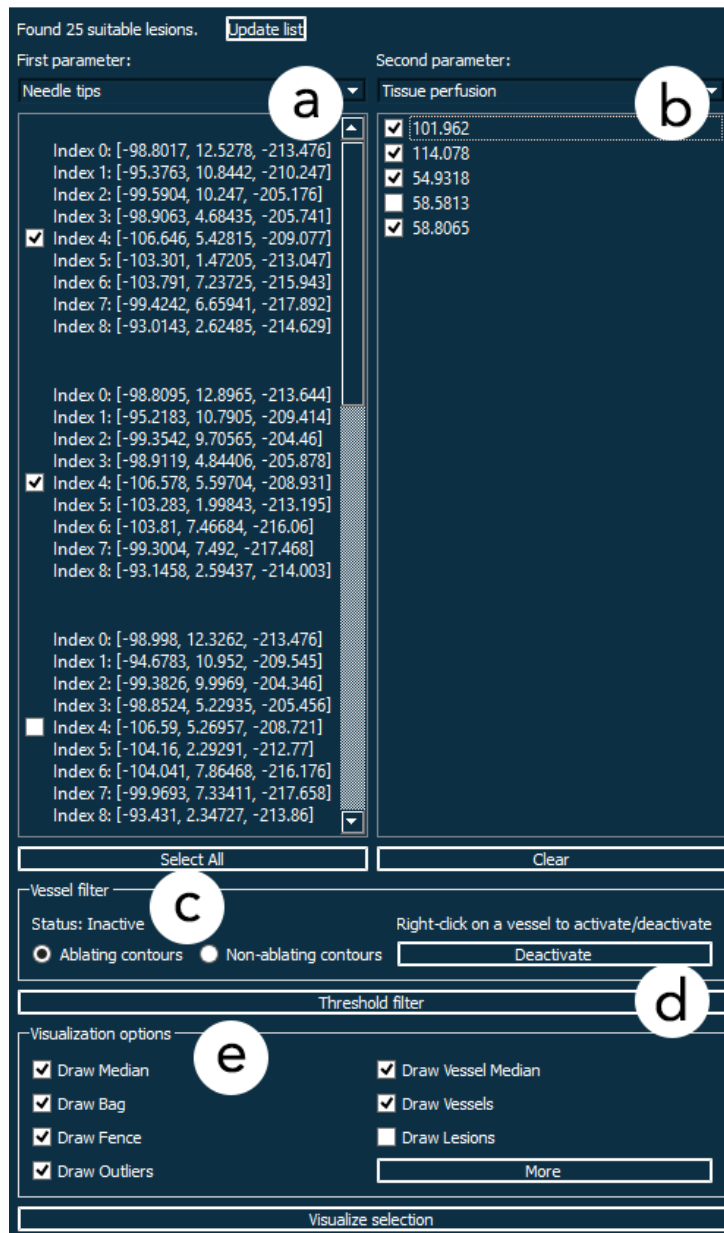 Found 25 suitable lesions. Update list
First parameter: Second parameter:
Needle tips a Tissue perfusion b
Index 0: [-98.8017, 12.5278, -213.476]
Index 1: [-95.3763, 10.8442, -210.247]
Index 2: [-99.5904, 10.247, -205.176]
Index 3: [-98.9063, 4.68435, -205.741]
Index 4: [-106.646, 5.42815, -209.077]
Index 5: [-103.301, 1.47205, -213.047]
Index 6: [-103.791, 7.23725, -215.943]
Index 7: [-99.4242, 6.65941, -217.892]
Index 8: [-93.0143, 2.62485, -214.629]
Index 0: [-98.8095, 12.8965, -213.644]
Index 1: [-95.2183, 10.7905, -209.414]
Index 2: [-99.3542, 9.70565, -204.46]
Index 3: [-98.9119, 4.84406, -205.878]
Index 4: [-106.578, 5.59704, -208.931]
Index 5: [-103.283, 1.99843, -213.195]
Index 6: [-103.81, 7.46684, -216.06]
Index 7: [-99.3004, 7.492, -217.468]
Index 8: [-93.1458, 2.59437, -214.003]
Index 0: [-98.998, 12.3262, -213.476]
Index 1: [-94.6783, 10.952, -209.545]
Index 2: [-99.3826, 9.9969, -204.346]
Index 3: [-98.8524, 5.22935, -205.456]
Index 4: [-106.59, 5.26957, -208.721]
Index 5: [-104.16, 2.29291, -212.77]
Index 6: [-104.041, 7.86468, -216.176]
Index 7: [-99.9693, 7.33411, -217.658]
Index 8: [-93.431, 2.34727, -213.86]
101.962
114.078
54.9318
58.5813
58.8065
Select All Clear
Vessel filter c
Status: Inactive Right-click on a vessel to activate/deactivate
Ablating contours Non-ablating contours Deactivate
Threshold filter d
Visualization options e
Draw Median Draw Vessel Median
Draw Bag Draw Vessels
Draw Fence Draw Lesions
Draw Outliers More
Visualize selection